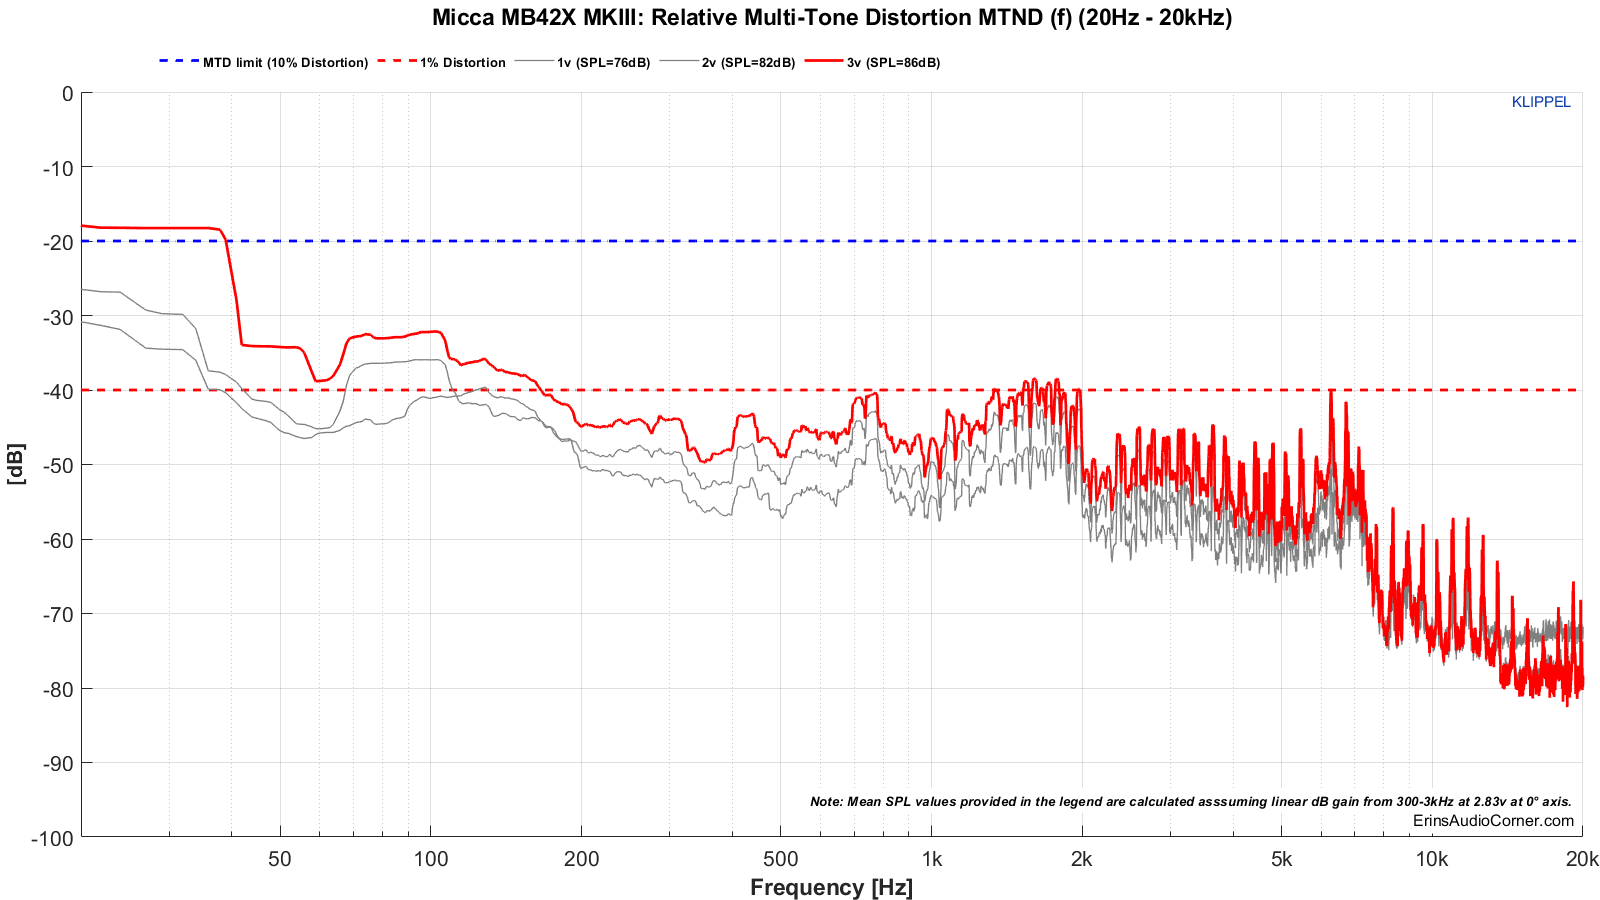 Micca MB42X MKIII: Relative Multi-Tone Distortion MTND (f) (20Hz - 20kHz)
MTD limit (10% Distortion) 1% Distortion 1v (SPL=76dB) 2v (SPL=82dB) 3v (SPL=86dB)
KLIPPEL
0
-10
-20
-30
-40
-50
-60
-70
-80
-90
-100
[dB]
Note: Mean SPL values provided in the legend are calculated asssuming linear dB gain from 300-3kHz at 2.83v at 0° axis.
ErinsAudioCorner.com
50 100 200 500 1k 2k 5k 10k 20k
Frequency [Hz]